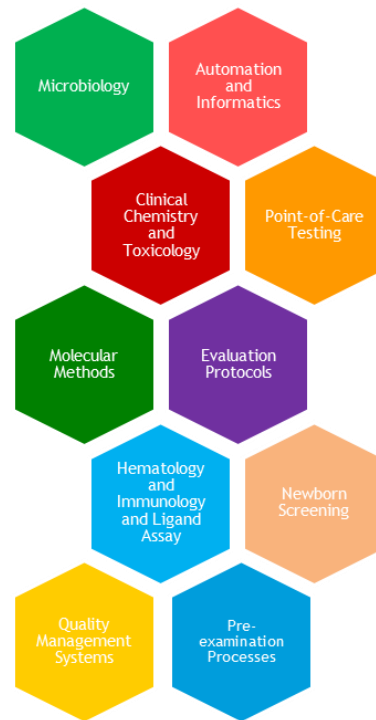 Microbiology
Automation
and
Informatics
Clinical
Chemistry
and
Toxicology
Point-of-Care
Testing
Molecular
Methods
Evaluation
Protocols
Hematology
and
Immunology
and Ligand
Assay
Newborn
Screening
Quality
Management
Systems
Pre-
examination
Processes